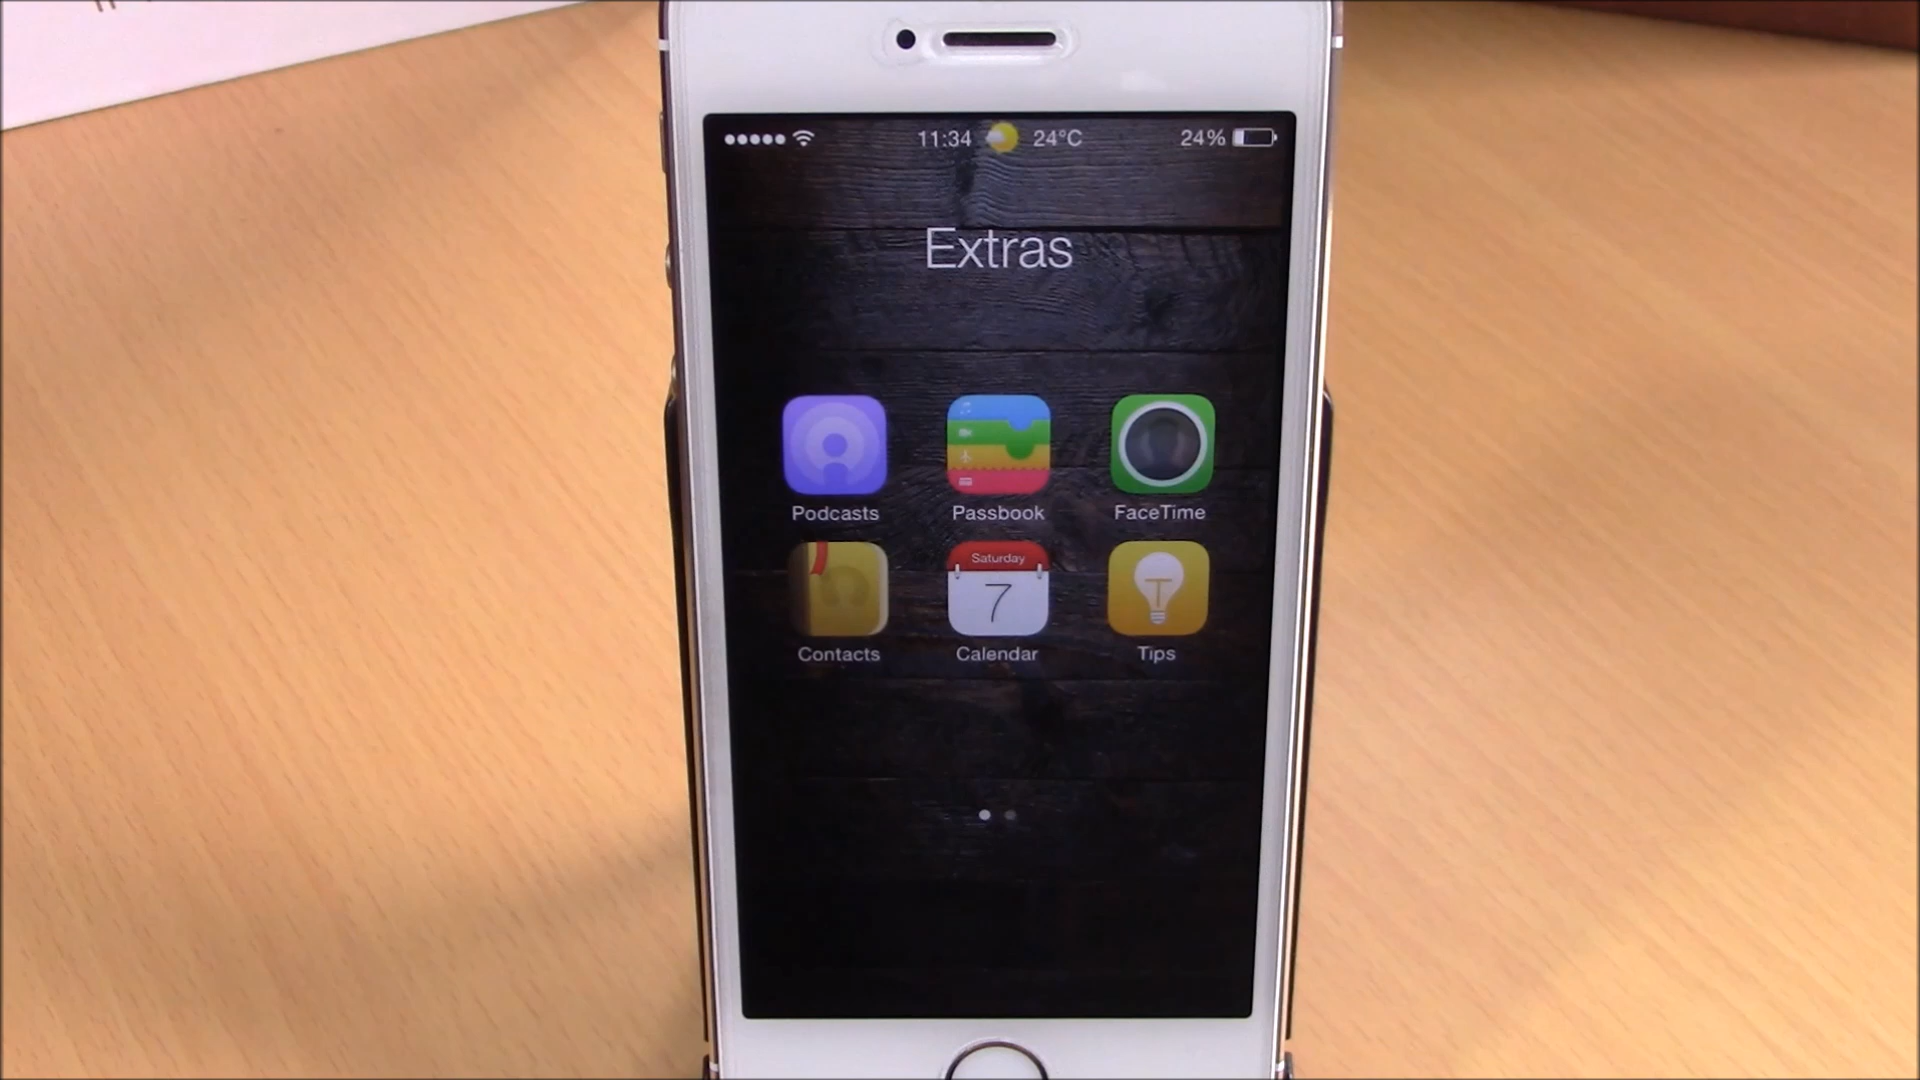 11:34 24°C 24%
Extras
Podcasts Passbook FaceTime
Saturday
7
Contacts Calendar Tips